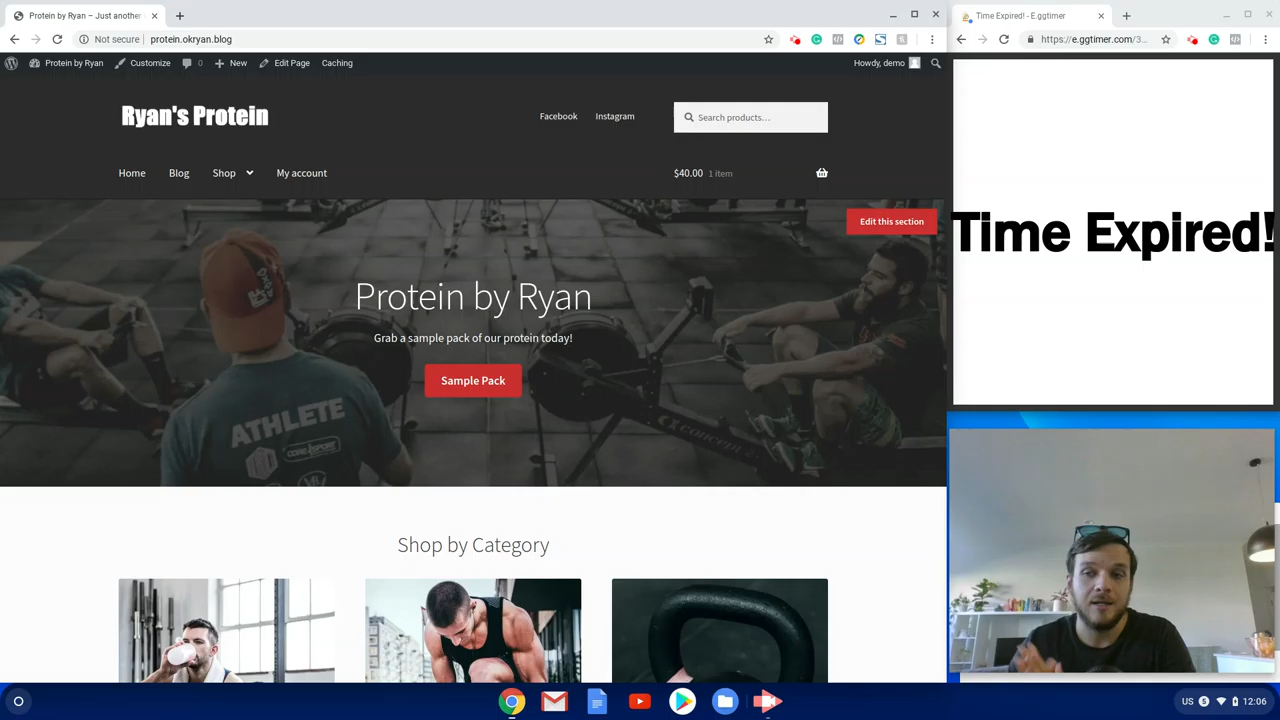 Protein by Ryan – Just another
Time Expired! - E.ggtimer
Not secure
protein.okryan.blog
https://e.ggtimer.com/3...
Protein by Ryan
Customize
0
New
Edit Page
Caching
Howdy, demo
Ryan's Protein
Facebook
Instagram
Search products…
Home
Blog
Shop
My account
$40.00 1 item
Edit this section
Time Expired!
Protein by Ryan
Grab a sample pack of our protein today!
Sample Pack
ATHLETE
Shop by Category
US
5
12:06